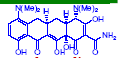 N(Me)₂ N(Me)₂
H H
OH
NH₂
OH
OH O O O